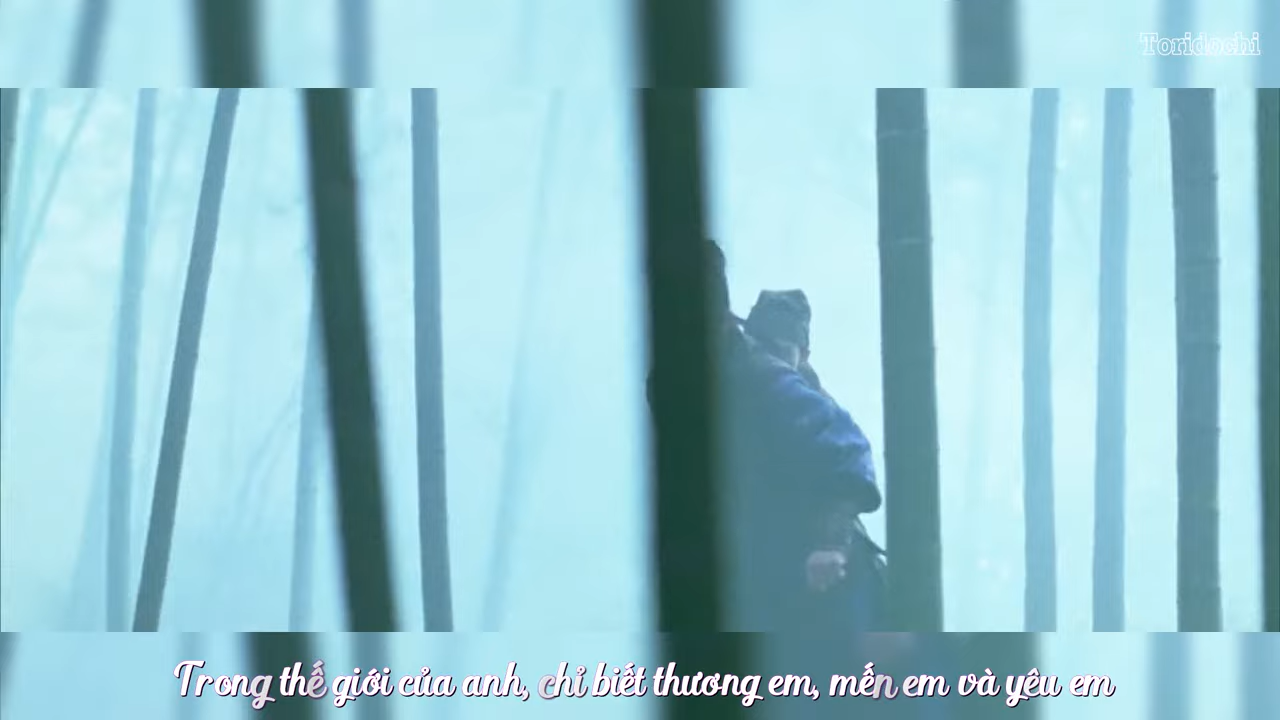 Toridochi
Trong thế giới của anh, chỉ biết thương em, mến em và yêu em